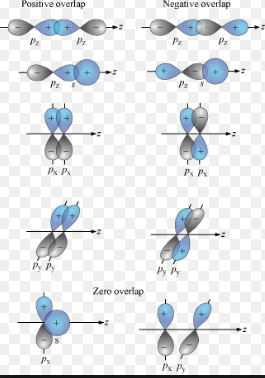 Positive overlap Negative overlap
− + + − z − + − + z
p_z p_z p_z p_z
− + + z + − + z
p_z s p_z s
+ + + −
z z
− − − +
p_x p_x p_x p_x
+ + + −
z z
− − − +
p_y p_y p_y p_y
Zero overlap
+ + +
+ z z
− s − −
p_x p_x p_y